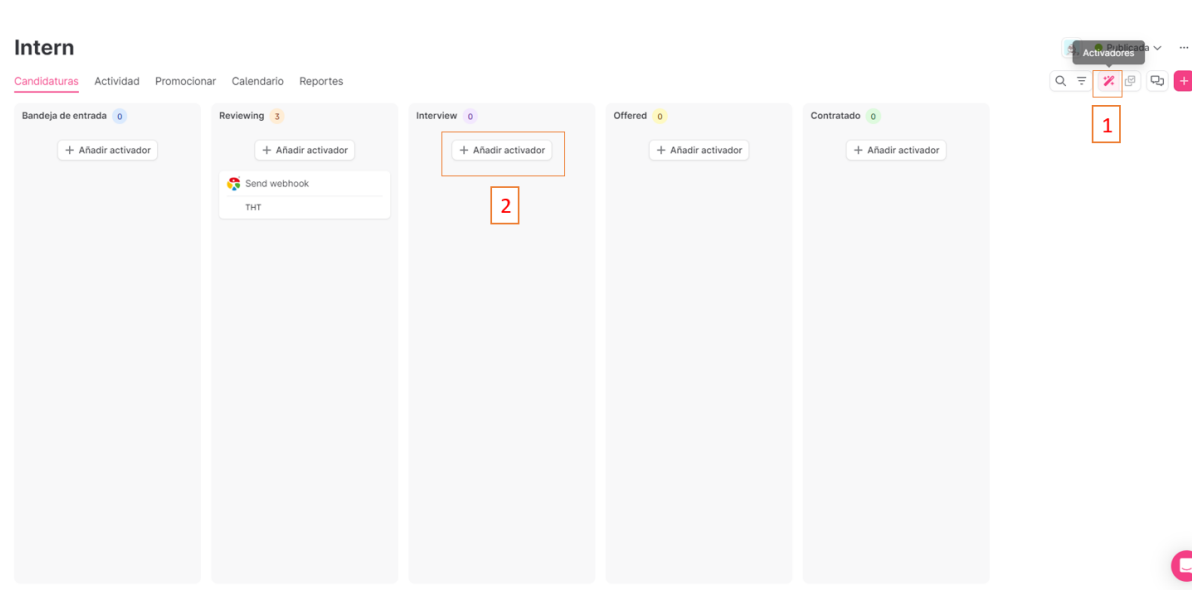 Intern
Publicada
Activadores
Candidaturas Actividad Promocionar Calendario Reportes
1
Bandeja de entrada 0
Reviewing 3
Interview 0
Offered 0
Contratado 0
+ Añadir activador
+ Añadir activador
+ Añadir activador
+ Añadir activador
+ Añadir activador
Send webhook
THT
2